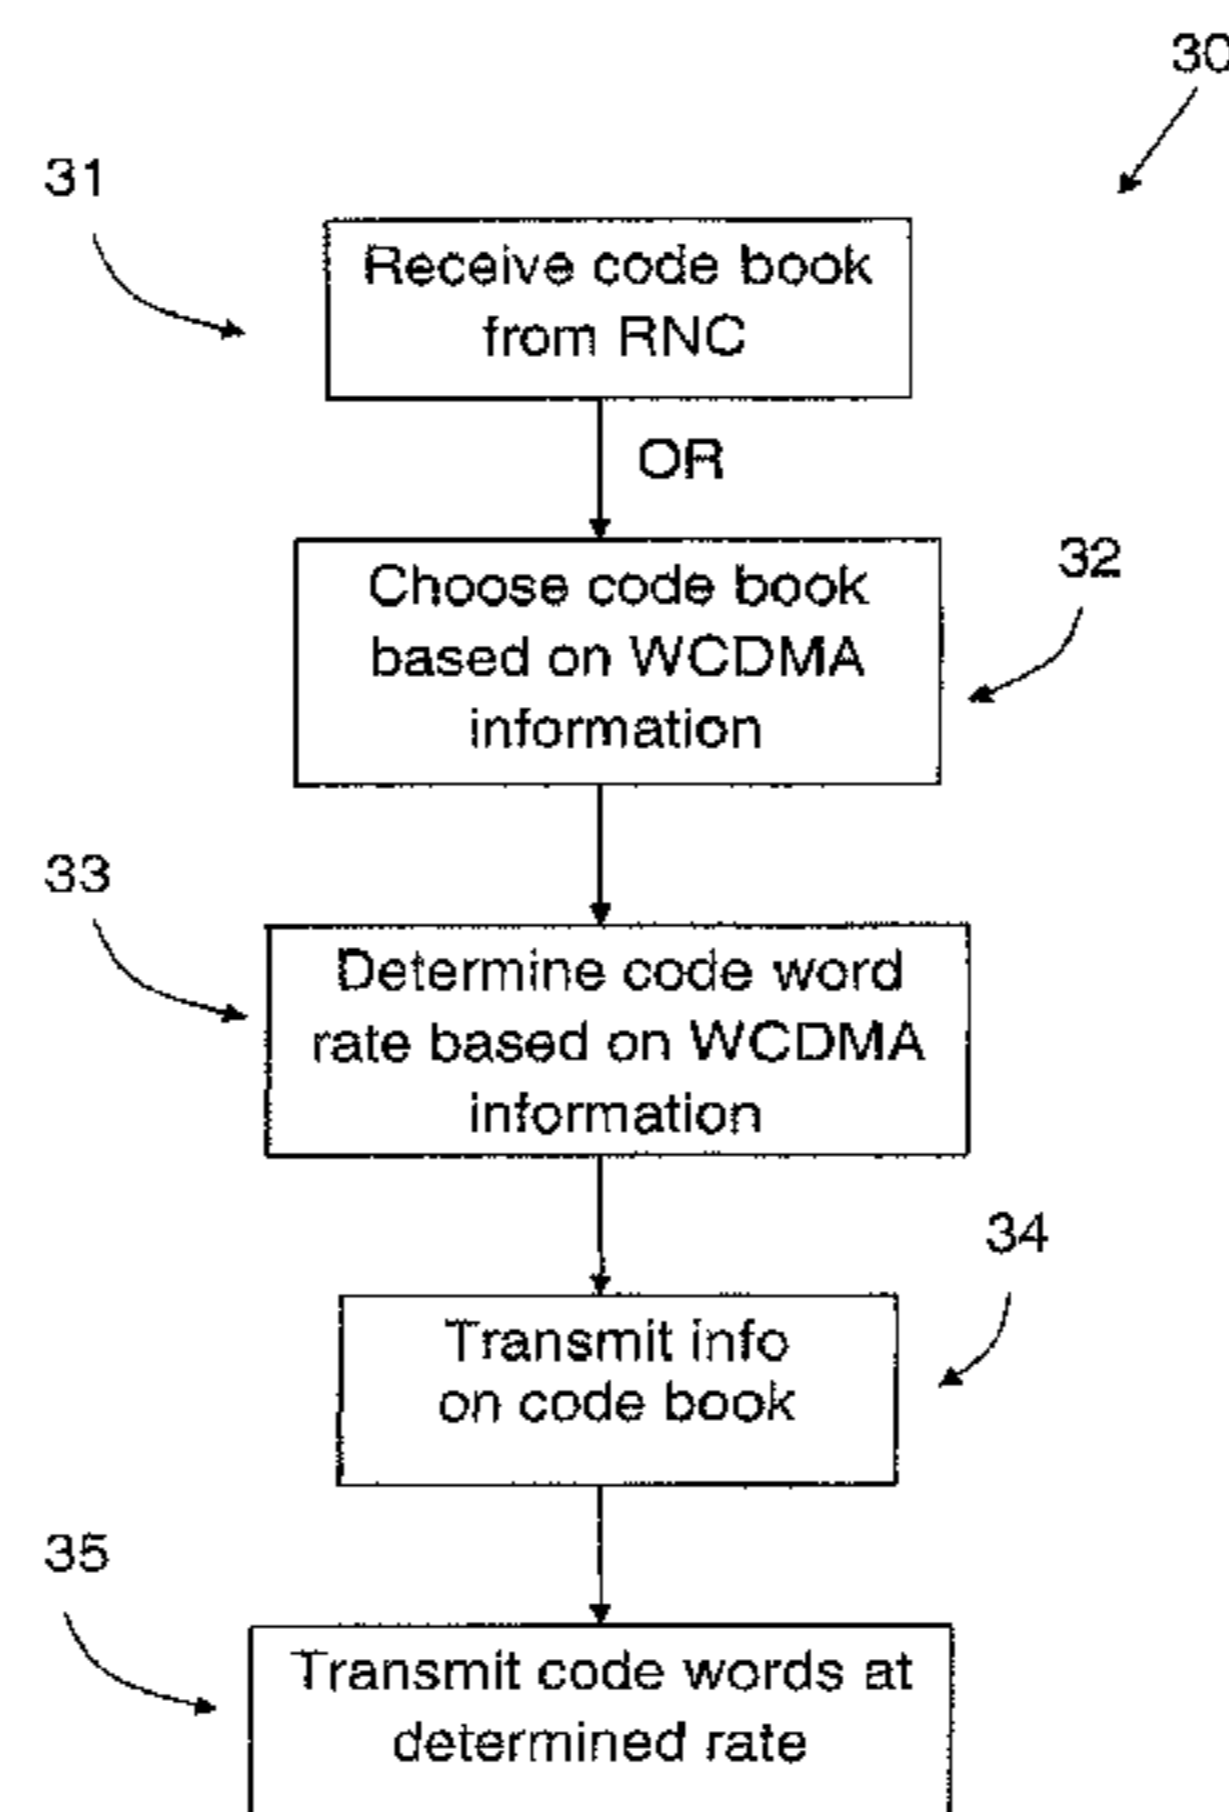 30
31
Receive code book
from RNC
OR
32
Choose code book
based on WCDMA
information
33
Determine code word
rate based on WCDMA
information
34
Transmit info
on code book
35
Transmit code words at
determined rate